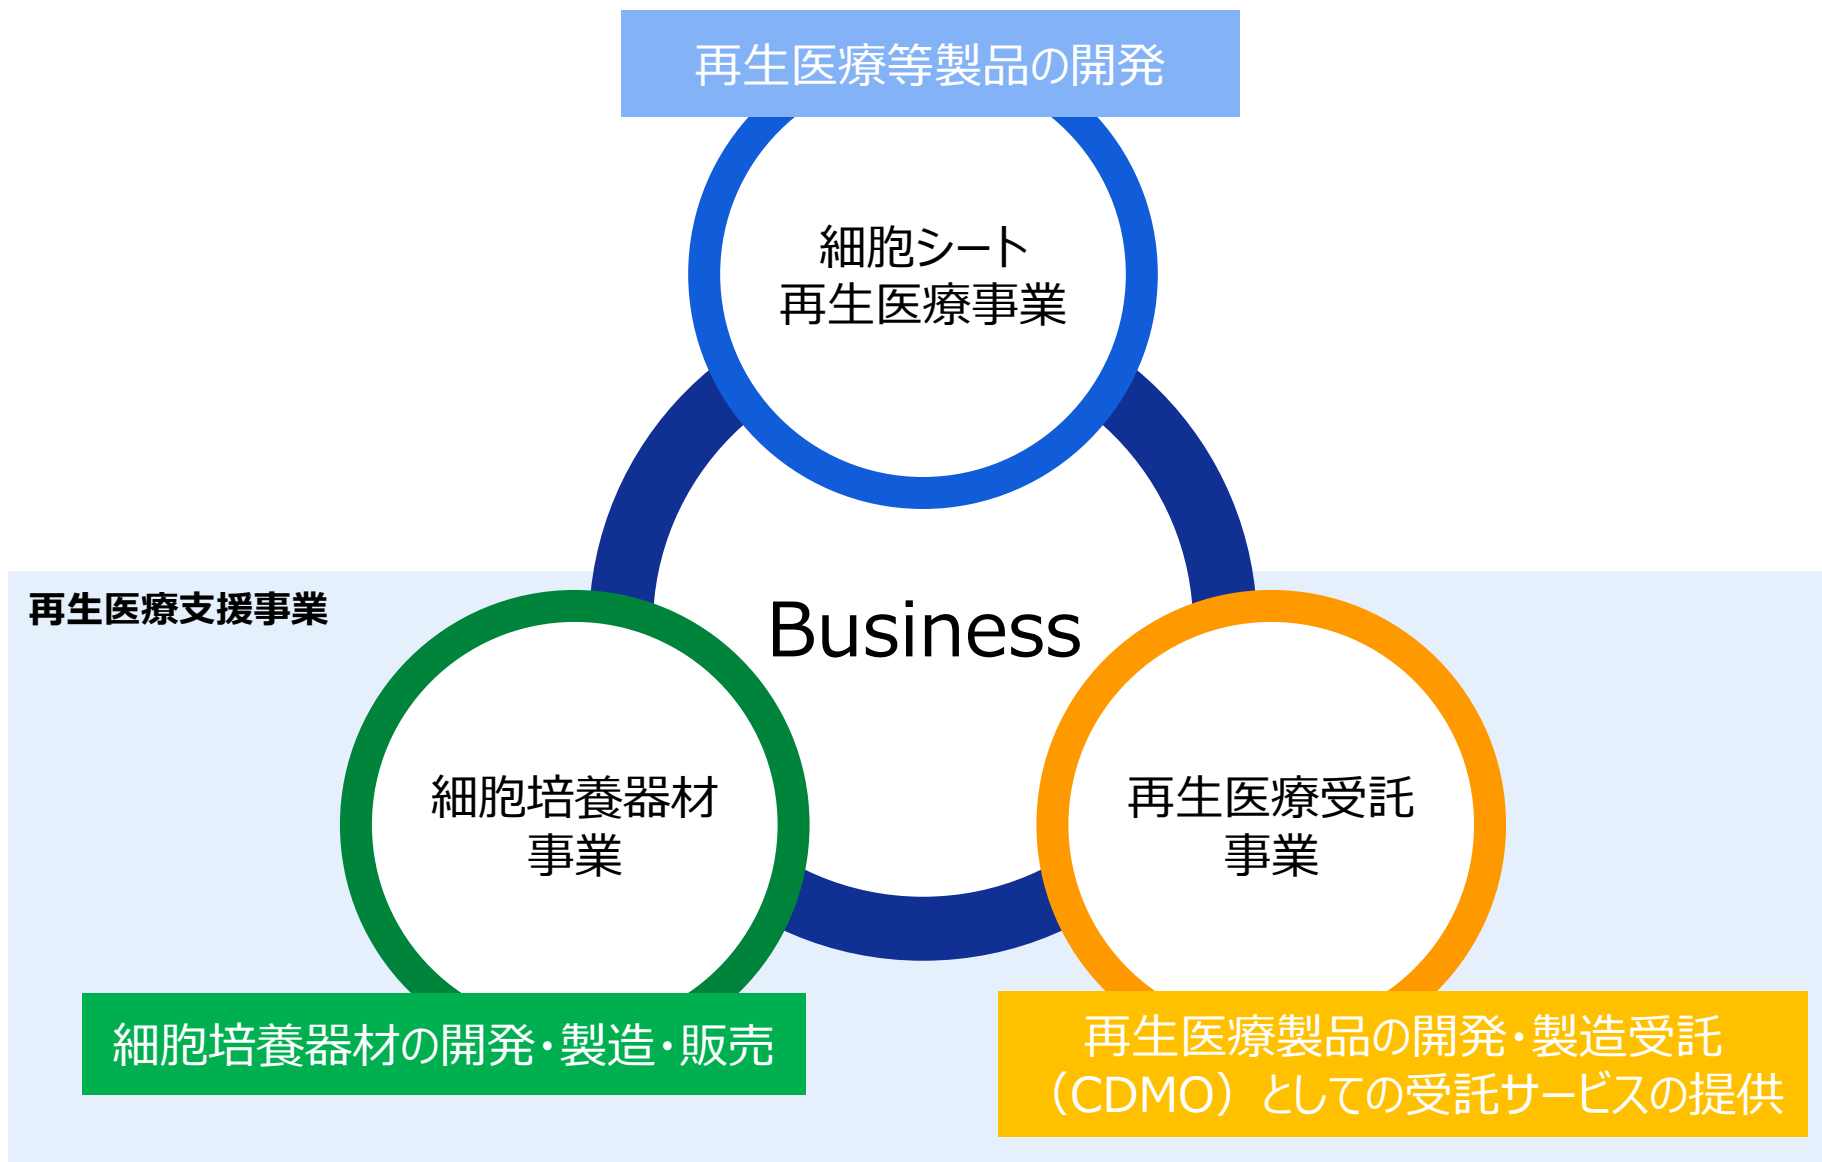 再生医療等製品の開発
細胞シート
再生医療事業
再生医療支援事業
Business
細胞培養器材
事業
再生医療受託
事業
細胞培養器材の開発・製造・販売
再生医療製品の開発・製造受託
（CDMO）としての受託サービスの提供